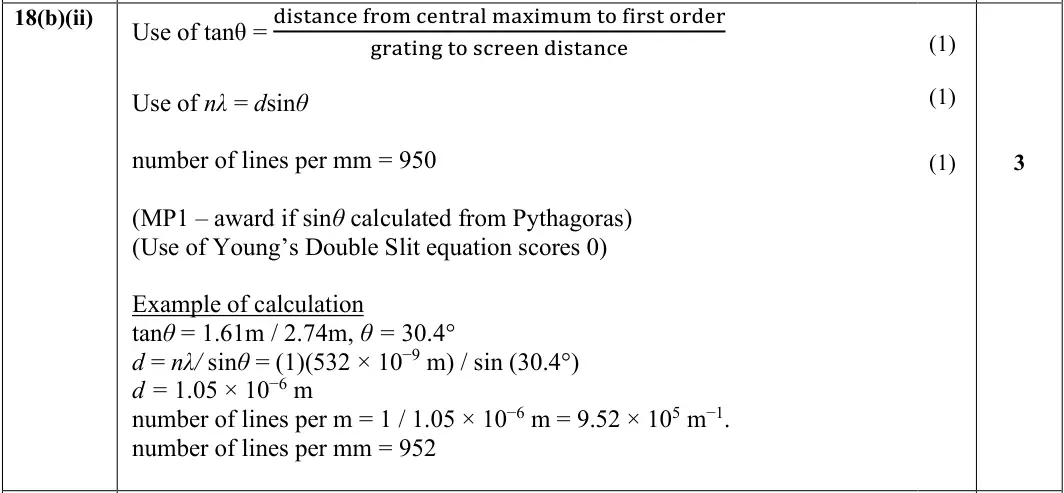 18(b)(ii)
Use of tanθ = distance from central maximum to first order / grating to screen distance (1)
Use of nλ = dsinθ (1)
number of lines per mm = 950 (1) 3
(MP1 – award if sinθ calculated from Pythagoras)
(Use of Young’s Double Slit equation scores 0)
Example of calculation
tanθ = 1.61m / 2.74m, θ = 30.4°
d = nλ/ sinθ = (1)(532 × 10⁻⁹ m) / sin (30.4°)
d = 1.05 × 10⁻⁶ m
number of lines per m = 1 / 1.05 × 10⁻⁶ m = 9.52 × 10⁵ m⁻¹.
number of lines per mm = 952